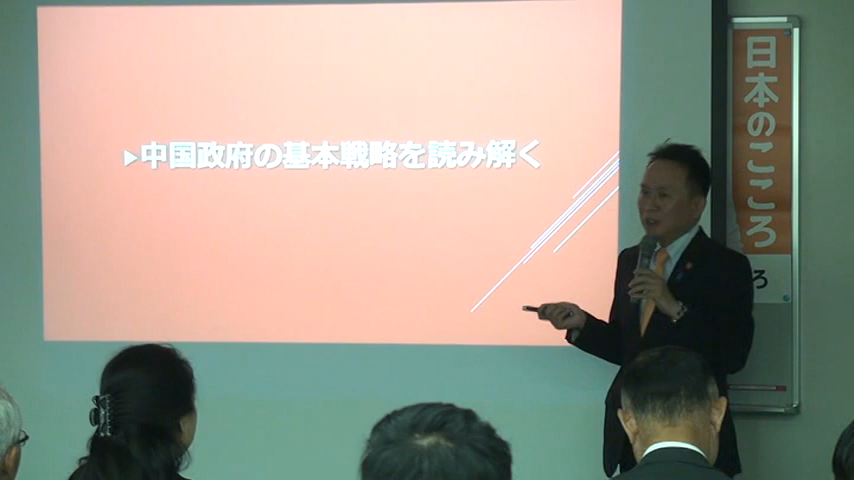 ▶中国政府の基本戦略を読み解く
日本のこころ
ろ